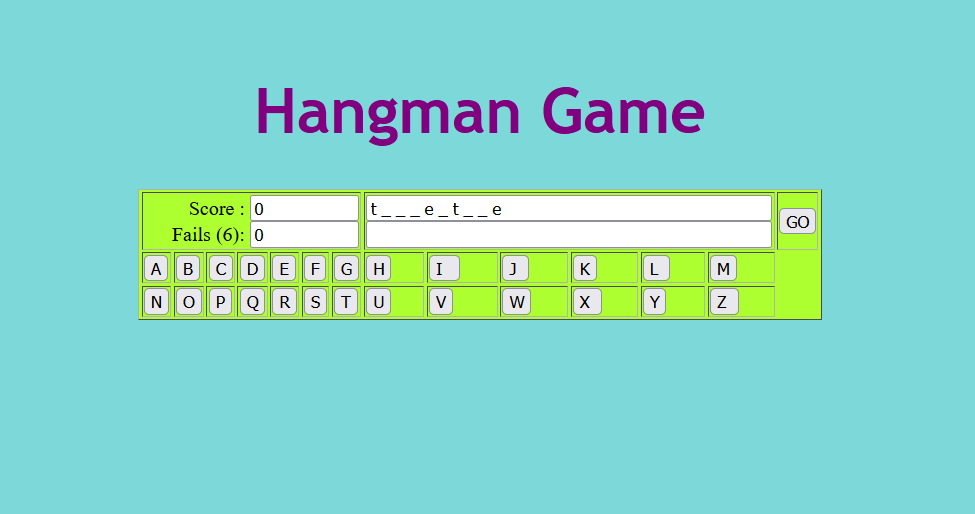 Hangman Game
Score : 0
t _ _ _ e _ t _ _ e
Fails (6): 0
GO
A B C D E F G H I J K L M
N O P Q R S T U V W X Y Z